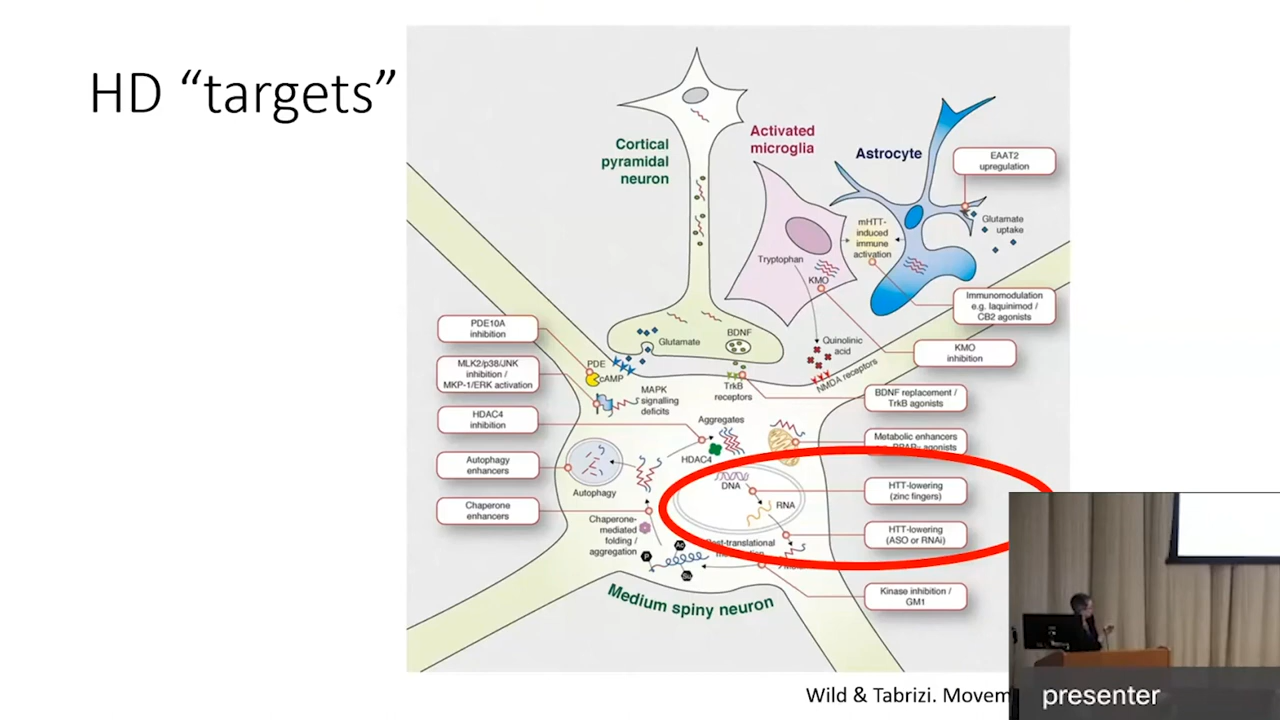 HD “targets”
Cortical
pyramidal
neuron
Activated
microglia
Astrocyte
EAAT2
upregulation
Glutamate
uptake
mHTT-
induced
immune
activation
Tryptophan
KMO
Immunomodulation
e.g. laquinimod /
CB2 agonists
PDE10A
inhibition
Glutamate
BDNF
Quinolinic
acid
KMO
inhibition
MLK2/p38/JNK
inhibition /
MKP-1/ERK activation
PDE
cAMP
MAPK
signalling
deficits
TrkB
receptors
NMDA receptors
BDNF replacement /
TrkB agonists
HDAC4
inhibition
Aggregates
HDAC4
Metabolic enhancers
agonists
Autophagy
enhancers
Autophagy
DNA
RNA
HTT-lowering
(zinc fingers)
Chaperone
enhancers
Chaperone-
mediated
folding /
aggregation
HTT-lowering
(ASO or RNAi)
Post-translational
P
Ac
Kinase inhibition /
GM1
Medium spiny neuron
Wild & Tabrizi. Movem
presenter